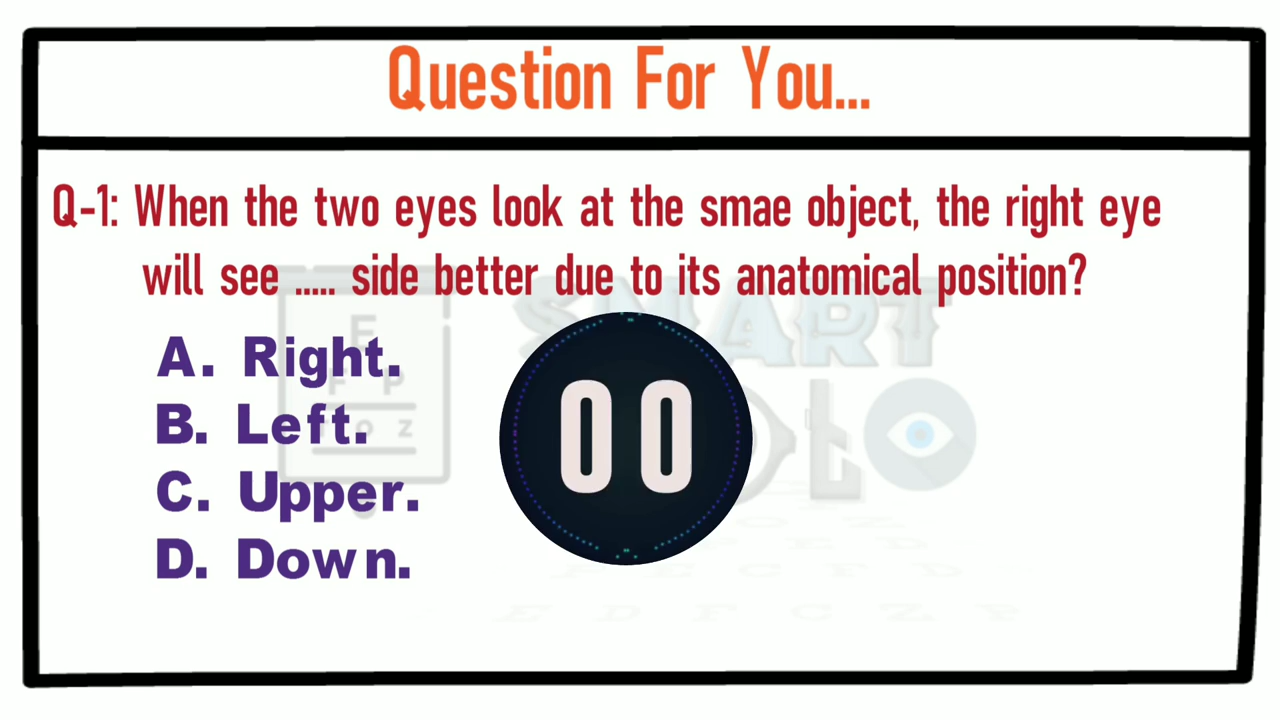 Question For You...
Q-1: When the two eyes look at the smae object, the right eye
will see ..... side better due to its anatomical position?
A. Right.
B. Left.
C. Upper.
D. Down.
00
SMART